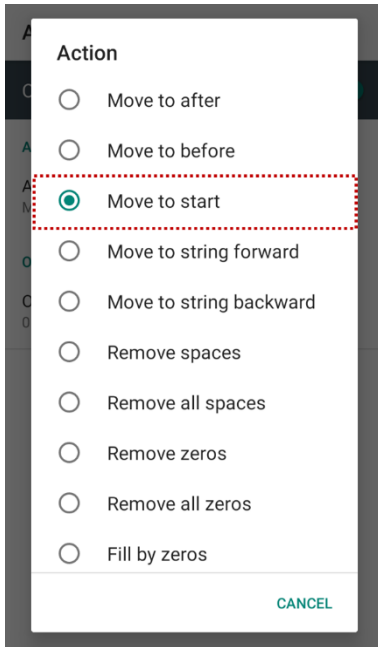 Action
Move to after
Move to before
Move to start
Move to string forward
Move to string backward
Remove spaces
Remove all spaces
Remove zeros
Remove all zeros
Fill by zeros
CANCEL